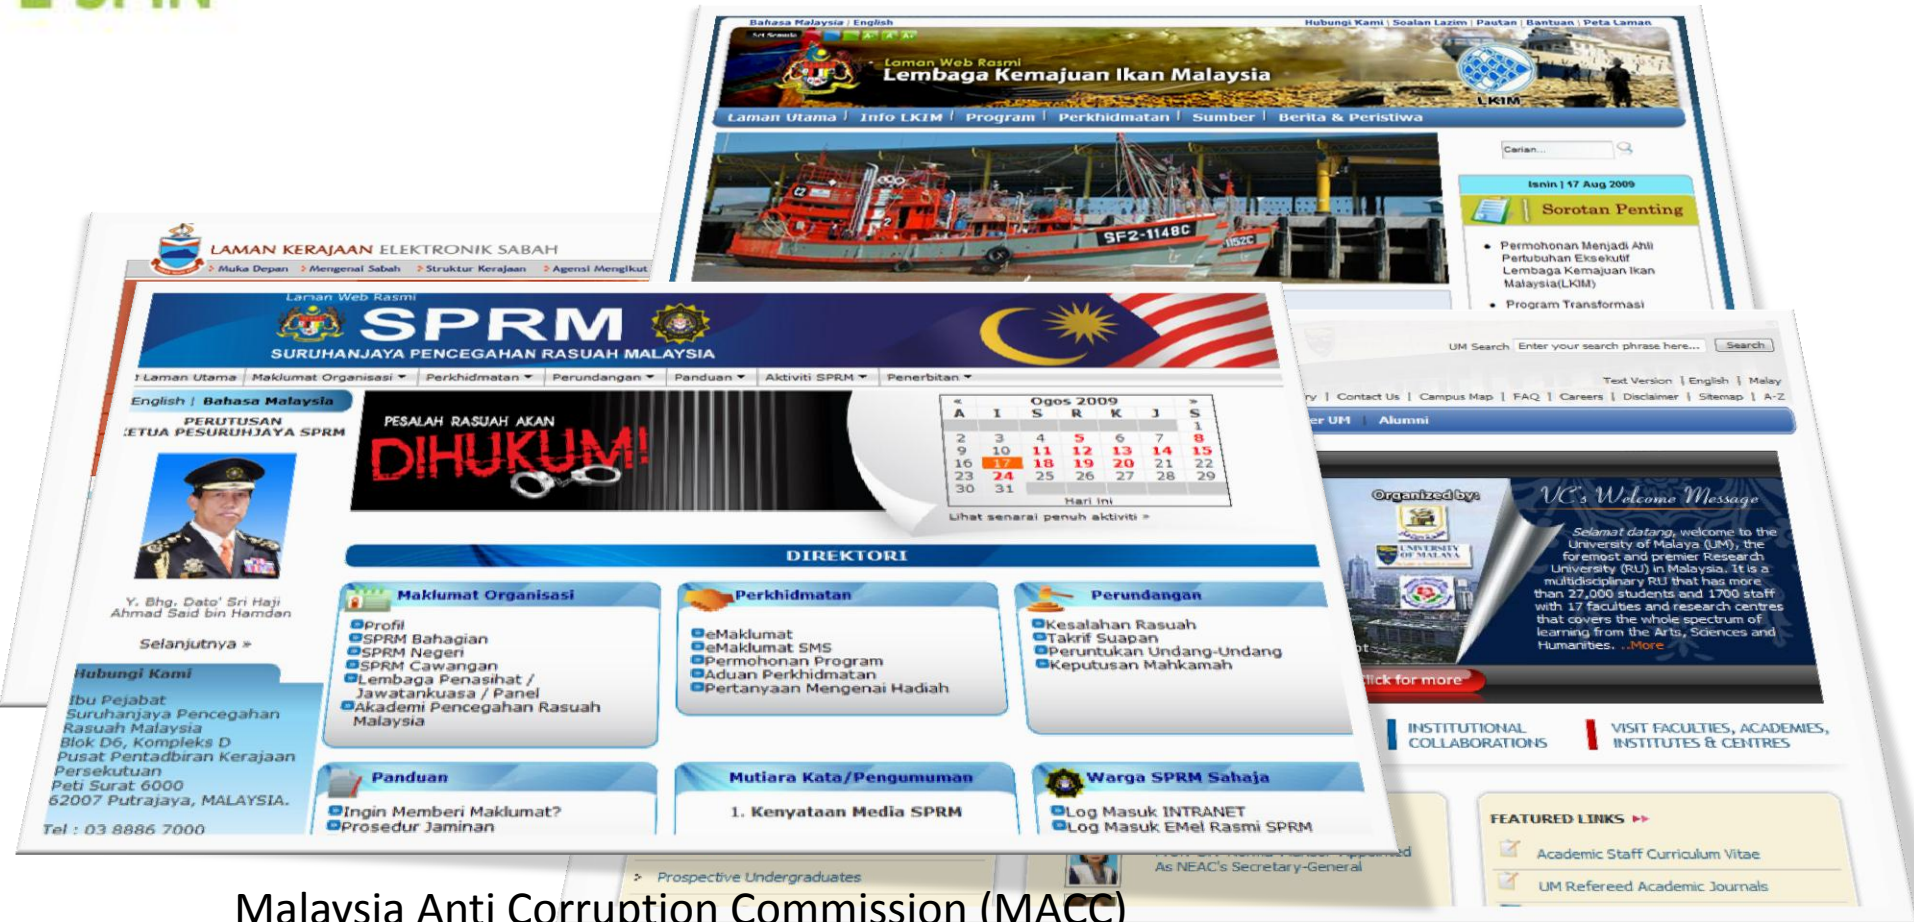 Bahasa Malaysia | English
Hubungi Kami | Soalan Lazim | Pautan | Bantuan | Peta Laman
Laman Web Rasmi
Lembaga Kemajuan Ikan Malaysia
LKIM
Laman Utama | Info LKIM | Program | Perkhidmatan | Sumber | Berita & Peristiwa
Carian...
Isnin | 17 Aug 2009
Sorotan Penting
SF2-1148C
Permohonan Menjadi Ahli
Pertubuhan Eksekutif
Lembaga Kemajuan Ikan
Malaysia(LKIM)
Program Transformasi
LAMAN KERAJAAN ELEKTRONIK SABAH
Muka Depan Mengenai Sabah Struktur Kerajaan Agensi Mengikut
Laman Web Rasmi
SPRM
SURUHANJAYA PENCEGAHAN RASUAH MALAYSIA
Laman Utama Maklumat Organisasi Perkhidmatan Perundangan Panduan Aktiviti SPRM Penerbitan
English | Bahasa Malaysia
PERUTUSAN
ETUA PESURUHJAYA SPRM
Y. Bhg. Dato' Sri Haji
Ahmad Said bin Hamdan
Selanjutnya »
Hubungi Kami
Ibu Pejabat
Suruhanjaya Pencegahan
Rasuah Malaysia
Blok D6, Kompleks D
Pusat Pentadbiran Kerajaan
Persekutuan
Peti Surat 6000
62007 Putrajaya, MALAYSIA.
Tel : 03 8886 7000
PESALAH RASUAH AKAN
DIHUKUM!
« Ogos 2009 »
A I S R K J S
1
2 3 4 5 6 7 8
9 10 11 12 13 14 15
16 17 18 19 20 21 22
23 24 25 26 27 28 29
30 31
Hari Ini
Lihat senarai penuh aktiviti »
DIREKTORI
Maklumat Organisasi
Profil
SPRM Bahagian
SPRM Negeri
SPRM Cawangan
Lembaga Penasihat /
Jawatankuasa / Panel
Akademi Pencegahan Rasuah
Malaysia
Perkhidmatan
eMaklumat
eMaklumat SMS
Permohonan Program
Aduan Perkhidmatan
Pertanyaan Mengenai Hadiah
Perundangan
Kesalahan Rasuah
Takrif Suapan
Peruntukan Undang-Undang
Keputusan Mahkamah
Panduan
Ingin Memberi Maklumat?
Prosedur Jaminan
Mutiara Kata/Pengumuman
1. Kenyataan Media SPRM
Warga SPRM Sahaja
Log Masuk INTRANET
Log Masuk EMel Rasmi SPRM
UM Search Enter your search phrase here... Search
Text Version | English | Malay
Contact Us | Campus Map | FAQ | Careers | Disclaimer | Sitemap | A-Z
er UM | Alumni
Organized by:
UNIVERSITY
OF MALAYA
VC's Welcome Message
Selamat datang, welcome to the
University of Malaya (UM), the
foremost and premier Research
University (RU) in Malaysia. It is a
multidisciplinary RU that has more
than 27,000 students and 1700 staff
with 17 faculties and research centres
that covers the whole spectrum of
learning from the Arts, Sciences and
Humanities. ..More
lick for more
INSTITUTIONAL
COLLABORATIONS
VISIT FACULTIES, ACADEMIES,
INSTITUTES & CENTRES
Prospective Undergraduates
As NEAC's Secretary-General
FEATURED LINKS
Academic Staff Curriculum Vitae
UM Refereed Academic Journals
Malaysia Anti Corruption Commission (MACC)